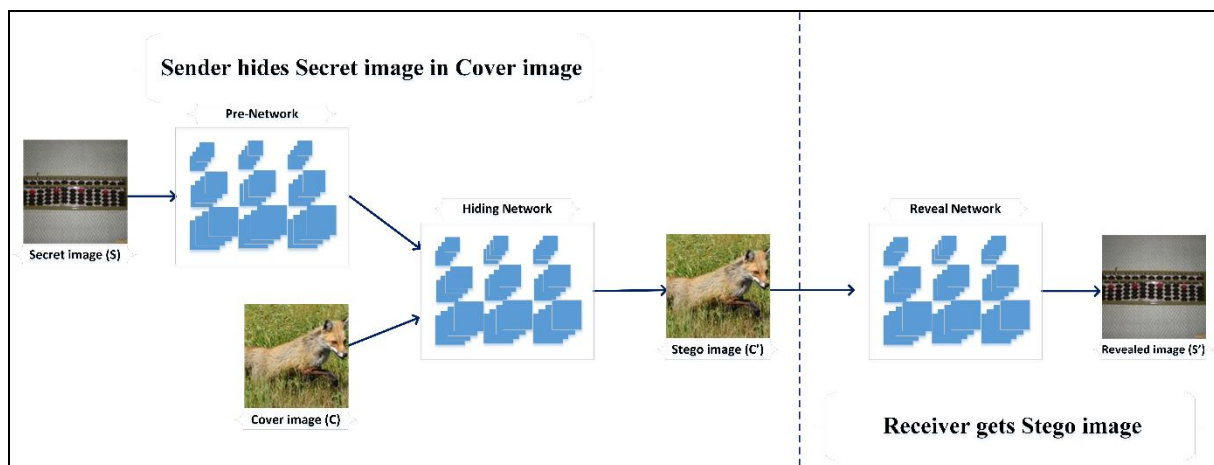 Sender hides Secret image in Cover image
Pre-Network
Secret image (S)
Hiding Network
Cover image (C)
Stego image (C')
Reveal Network
Revealed image (S')
Receiver gets Stego image